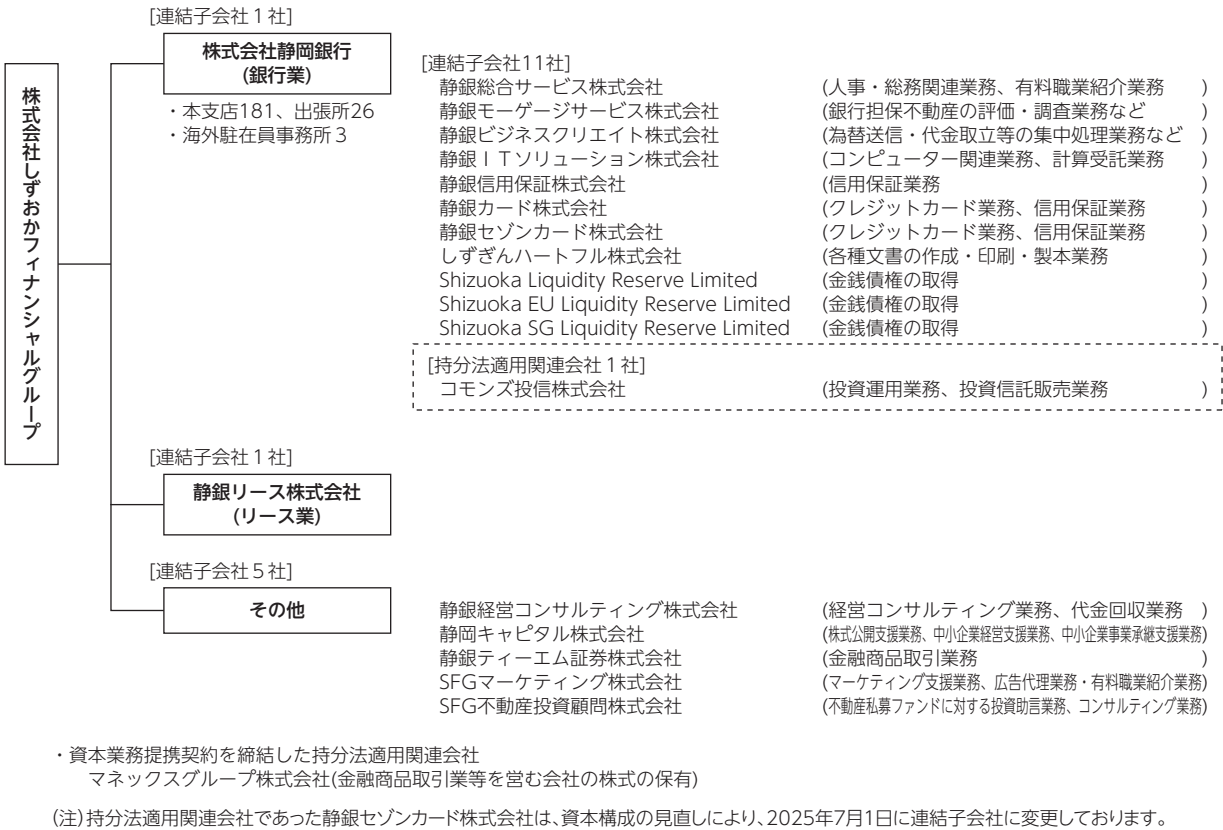 株式会社しずおかフィナンシャルグループ
[連結子会社1社]
株式会社静岡銀行
(銀行業)
・本支店181、出張所26
・海外駐在員事務所3
[連結子会社11社]
静銀総合サービス株式会社 (人事・総務関連業務、有料職業紹介業務 )
静銀モーゲージサービス株式会社 (銀行担保不動産の評価・調査業務など )
静銀ビジネスクリエイト株式会社 (為替送信・代金取立等の集中処理業務など )
静銀ITソリューション株式会社 (コンピューター関連業務、計算受託業務 )
静銀信用保証株式会社 (信用保証業務 )
静銀カード株式会社 (クレジットカード業務、信用保証業務 )
静銀セゾンカード株式会社 (クレジットカード業務、信用保証業務 )
しずぎんハートフル株式会社 (各種文書の作成・印刷・製本業務 )
Shizuoka Liquidity Reserve Limited (金銭債権の取得 )
Shizuoka EU Liquidity Reserve Limited (金銭債権の取得 )
Shizuoka SG Liquidity Reserve Limited (金銭債権の取得 )
[持分法適用関連会社1社]
コモンズ投信株式会社 (投資運用業務、投資信託販売業務 )
[連結子会社1社]
静銀リース株式会社
(リース業)
[連結子会社5社]
その他
静銀経営コンサルティング株式会社 (経営コンサルティング業務、代金回収業務 )
静岡キャピタル株式会社 (株式公開支援業務、中小企業経営支援業務、中小企業事業承継支援業務)
静銀ティーエム証券株式会社 (金融商品取引業務 )
SFGマーケティング株式会社 (マーケティング支援業務、広告代理業務・有料職業紹介業務)
SFG不動産投資顧問株式会社 (不動産私募ファンドに対する投資助言業務、コンサルティング業務)
・資本業務提携契約を締結した持分法適用関連会社
マネックスグループ株式会社(金融商品取引業等を営む会社の株式の保有)
(注)持分法適用関連会社であった静銀セゾンカード株式会社は、資本構成の見直しにより、2025年7月1日に連結子会社に変更しております。